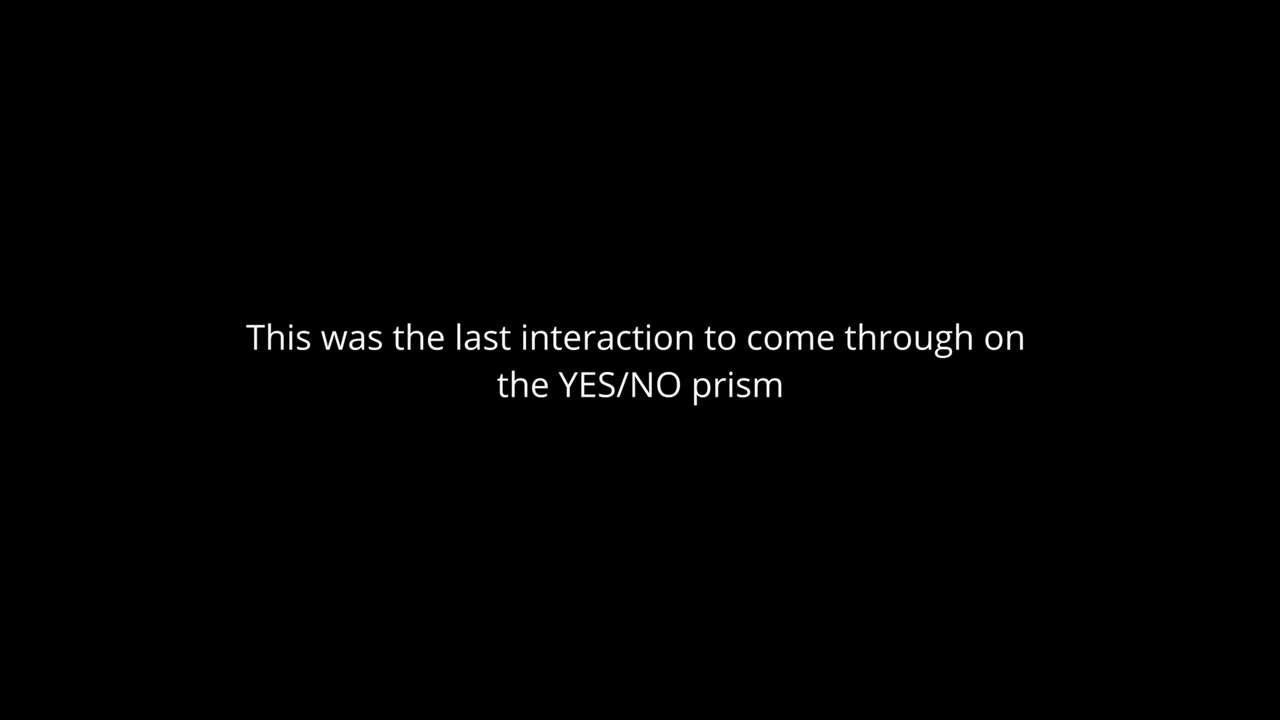 This was the last interaction to come through on
the YES/NO prism